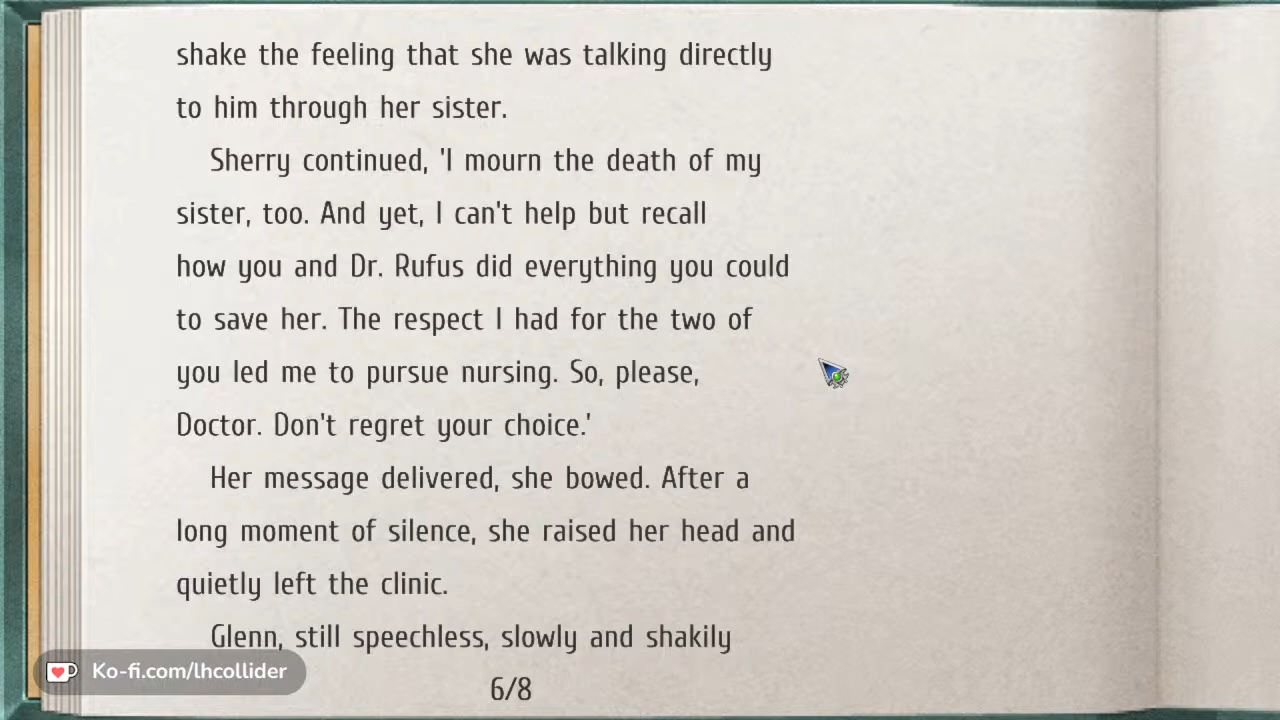 shake the feeling that she was talking directly
to him through her sister.
Sherry continued, 'I mourn the death of my
sister, too. And yet, I can't help but recall
how you and Dr. Rufus did everything you could
to save her. The respect I had for the two of
you led me to pursue nursing. So, please,
Doctor. Don't regret your choice.'
Her message delivered, she bowed. After a
long moment of silence, she raised her head and
quietly left the clinic.
Glenn, still speechless, slowly and shakily
Ko-fi.com/lhcollider
6/8